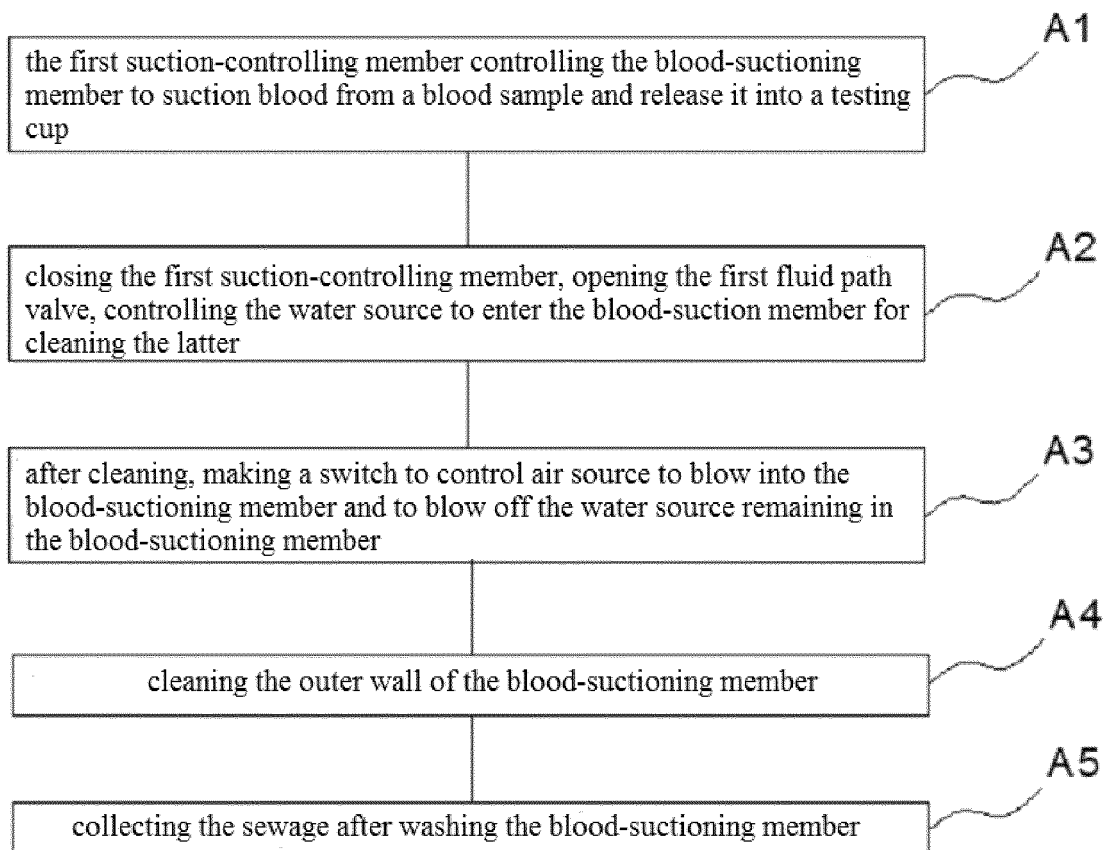 A1
the first suction-controlling member controlling the blood-suctioning
member to suction blood from a blood sample and release it into a testing
cup
A2
closing the first suction-controlling member, opening the first fluid path
valve, controlling the water source to enter the blood-suction member for
cleaning the latter
A3
after cleaning, making a switch to control air source to blow into the
blood-suctioning member and to blow off the water source remaining in
the blood-suctioning member
A4
cleaning the outer wall of the blood-suctioning member
A5
collecting the sewage after washing the blood-suctioning member